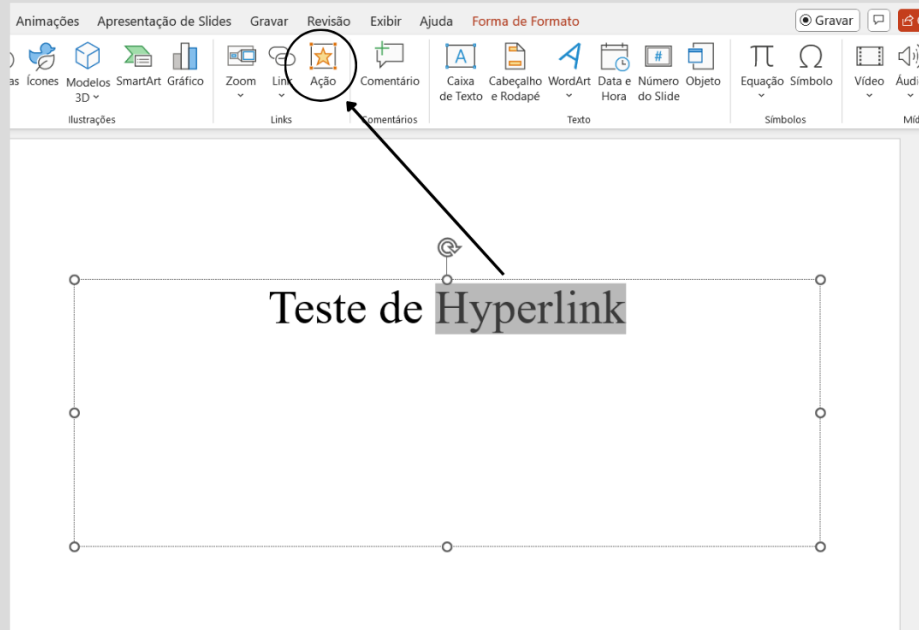 Animações Apresentação de Slides Gravar Revisão Exibir Ajuda Forma de Formato Gravar
Ícones Modelos 3D SmartArt Gráfico Zoom Link Ação Comentário Caixa de Texto Cabeçalho e Rodapé WordArt Data e Hora Número do Slide Objeto Equação Símbolo Vídeo
Ilustrações Links Comentários Texto Símbolos
Teste de Hyperlink